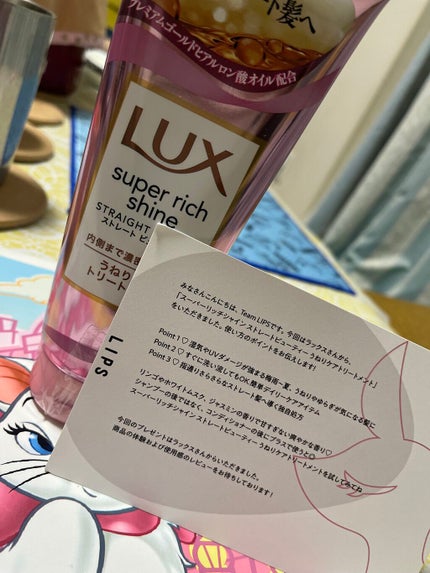 ト髪へ
プレミアムゴールドヒアルロン酸オイル配合
LUX
super rich
shine
STRAIGHT
ストレート ビ
内側まで濃密
うねり
トリート
LIPS
みなさんこんにちは、Team LIPSです。今回はラックスさんから、
「スーパーリッチシャイン ストレートビューティー うねりケアトリートメント」
をいただきました。使い方のポイントをお伝えします!
Point 1♡ 湿気やUVダメージが強まる梅雨〜夏、うねりやゆらぎが気になる髪に
Point 2♡ すぐに洗い流してもOK.簡単デイリーケアアイテム
Point 3♡ 指通りさらさらなストレート髪へ導く独自処方
リンゴやホワイトムスク、ジャスミンの香りで甘すぎない爽やかな香り♡
シャンプーの後ではなく、コンディショナーの後にプラスで使うと◎
スーパーリッチシャイン ストレートビューティー うねりケアトリートメントを試してみてね
今回のプレゼントはラックスさんからいただきました。
商品の体験および使用感のレビューをお待ちしております!